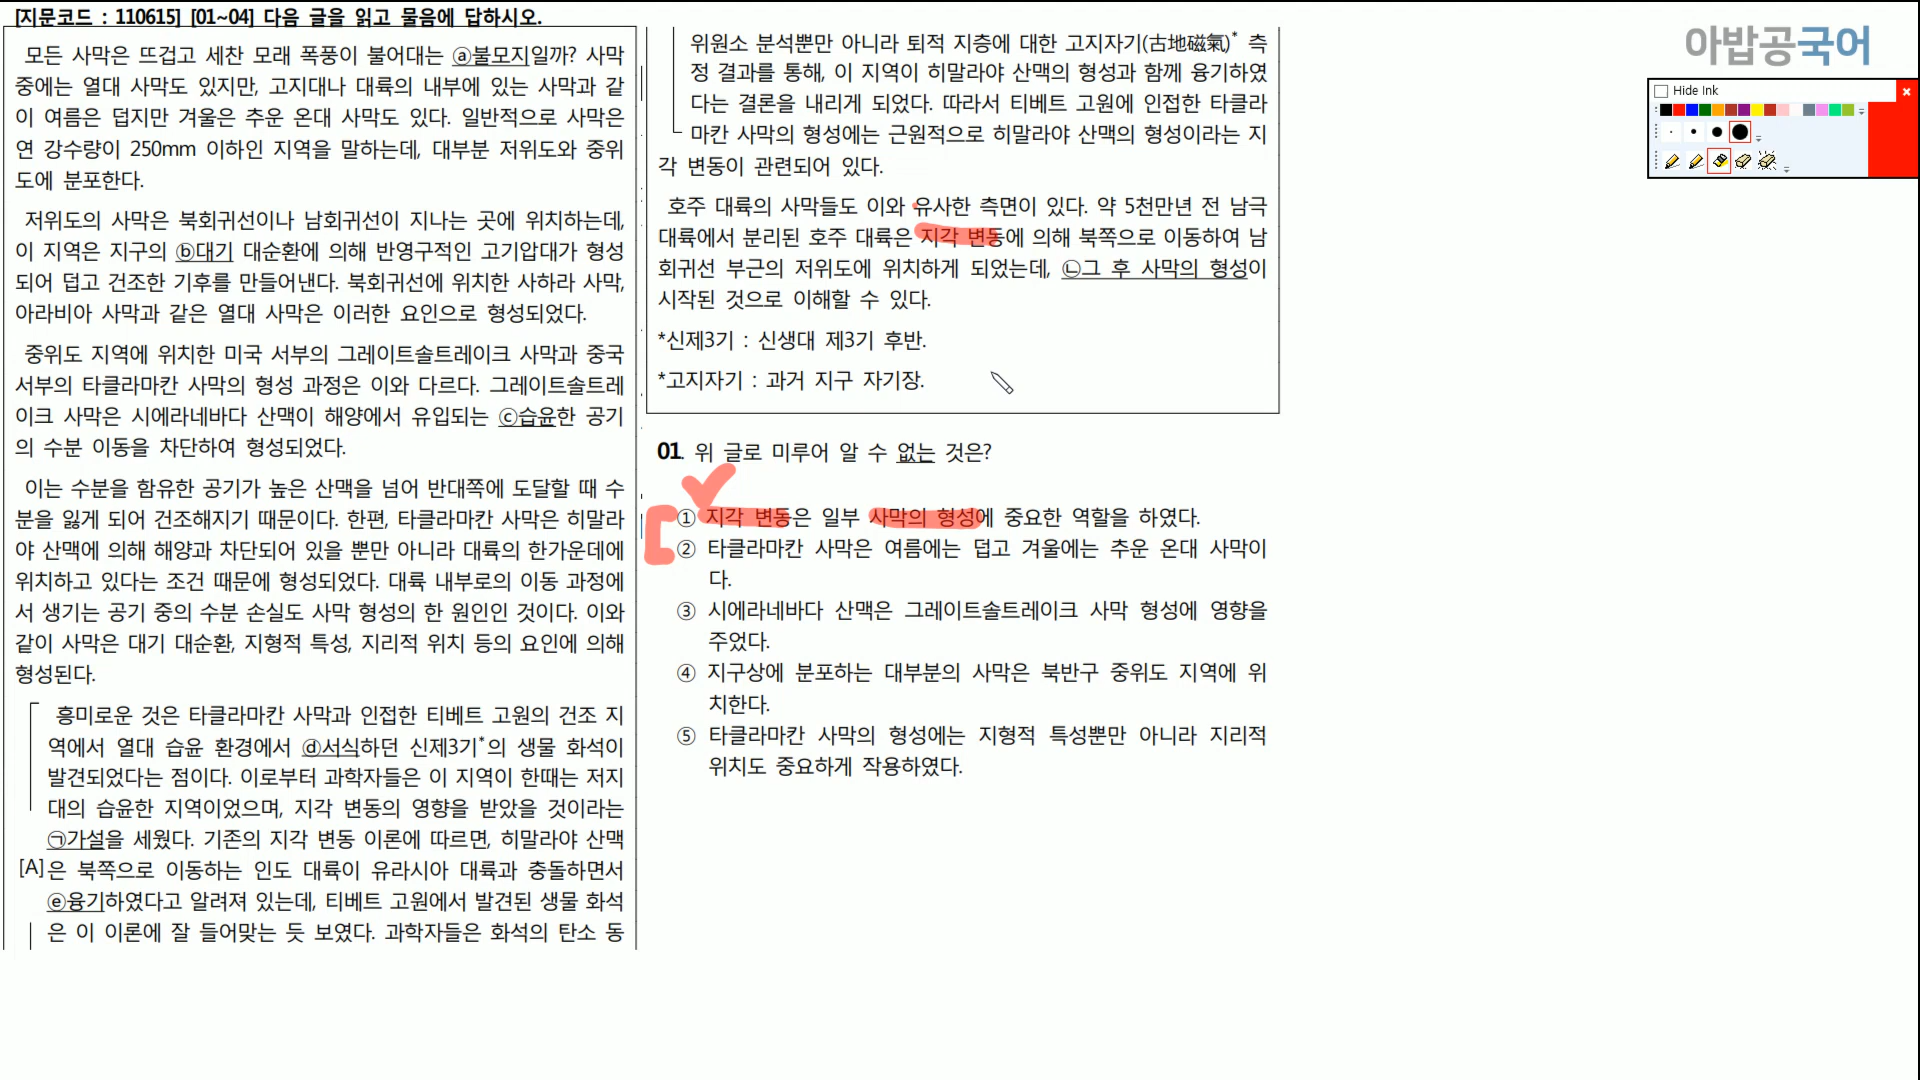 [지문코드 : 110615] [01~04] 다음 글을 읽고 물음에 답하시오.
모든 사막은 뜨겁고 세찬 모래 폭풍이 불어대는 ⓐ불모지일까? 사막
중에는 열대 사막도 있지만, 고지대나 대륙의 내부에 있는 사막과 같
이 여름은 덥지만 겨울은 추운 온대 사막도 있다. 일반적으로 사막은
연 강수량이 250mm 이하인 지역을 말하는데, 대부분 저위도와 중위
도에 분포한다.
저위도의 사막은 북회귀선이나 남회귀선이 지나는 곳에 위치하는데,
이 지역은 지구의 ⓑ대기 대순환에 의해 반영구적인 고기압대가 형성
되어 덥고 건조한 기후를 만들어낸다. 북회귀선에 위치한 사하라 사막,
아라비아 사막과 같은 열대 사막은 이러한 요인으로 형성되었다.
중위도 지역에 위치한 미국 서부의 그레이트솔트레이크 사막과 중국
서부의 타클라마칸 사막의 형성 과정은 이와 다르다. 그레이트솔트레
이크 사막은 시에라네바다 산맥이 해양에서 유입되는 ⓒ습윤한 공기
의 수분 이동을 차단하여 형성되었다.
이는 수분을 함유한 공기가 높은 산맥을 넘어 반대쪽에 도달할 때 수
분을 잃게 되어 건조해지기 때문이다. 한편, 타클라마칸 사막은 히말라
야 산맥에 의해 해양과 차단되어 있을 뿐만 아니라 대륙의 한가운데에
위치하고 있다는 조건 때문에 형성되었다. 대륙 내부로의 이동 과정에
서 생기는 공기 중의 수분 손실도 사막 형성의 한 원인인 것이다. 이와
같이 사막은 대기 대순환, 지형적 특성, 지리적 위치 등의 요인에 의해
형성된다.
흥미로운 것은 타클라마칸 사막과 인접한 티베트 고원의 건조 지
역에서 열대 습윤 환경에서 ⓓ서식하던 신제3기*의 생물 화석이
발견되었다는 점이다. 이로부터 과학자들은 이 지역이 한때는 저지
대의 습윤한 지역이었으며, 지각 변동의 영향을 받았을 것이라는
㉠가설을 세웠다. 기존의 지각 변동 이론에 따르면, 히말라야 산맥
[A]은 북쪽으로 이동하는 인도 대륙이 유라시아 대륙과 충돌하면서
ⓔ융기하였다고 알려져 있는데, 티베트 고원에서 발견된 생물 화석
은 이 이론에 잘 들어맞는 듯 보였다. 과학자들은 화석의 탄소 동
위원소 분석뿐만 아니라 퇴적 지층에 대한 고지자기(古地磁氣)* 측
정 결과를 통해, 이 지역이 히말라야 산맥의 형성과 함께 융기하였
다는 결론을 내리게 되었다. 따라서 티베트 고원에 인접한 타클라
마칸 사막의 형성에는 근원적으로 히말라야 산맥의 형성이라는 지
각 변동이 관련되어 있다.
호주 대륙의 사막들도 이와 유사한 측면이 있다. 약 5천만년 전 남극
대륙에서 분리된 호주 대륙은 지각 변동에 의해 북쪽으로 이동하여 남
회귀선 부근의 저위도에 위치하게 되었는데, ㉡그 후 사막의 형성이
시작된 것으로 이해할 수 있다.
*신제3기 : 신생대 제3기 후반.
*고지자기 : 과거 지구 자기장.
01. 위 글로 미루어 알 수 없는 것은?
① 지각 변동은 일부 사막의 형성에 중요한 역할을 하였다.
② 타클라마칸 사막은 여름에는 덥고 겨울에는 추운 온대 사막이
다.
③ 시에라네바다 산맥은 그레이트솔트레이크 사막 형성에 영향을
주었다.
④ 지구상에 분포하는 대부분의 사막은 북반구 중위도 지역에 위
치한다.
⑤ 타클라마칸 사막의 형성에는 지형적 특성뿐만 아니라 지리적
위치도 중요하게 작용하였다.
아밥공국어
Hide Ink